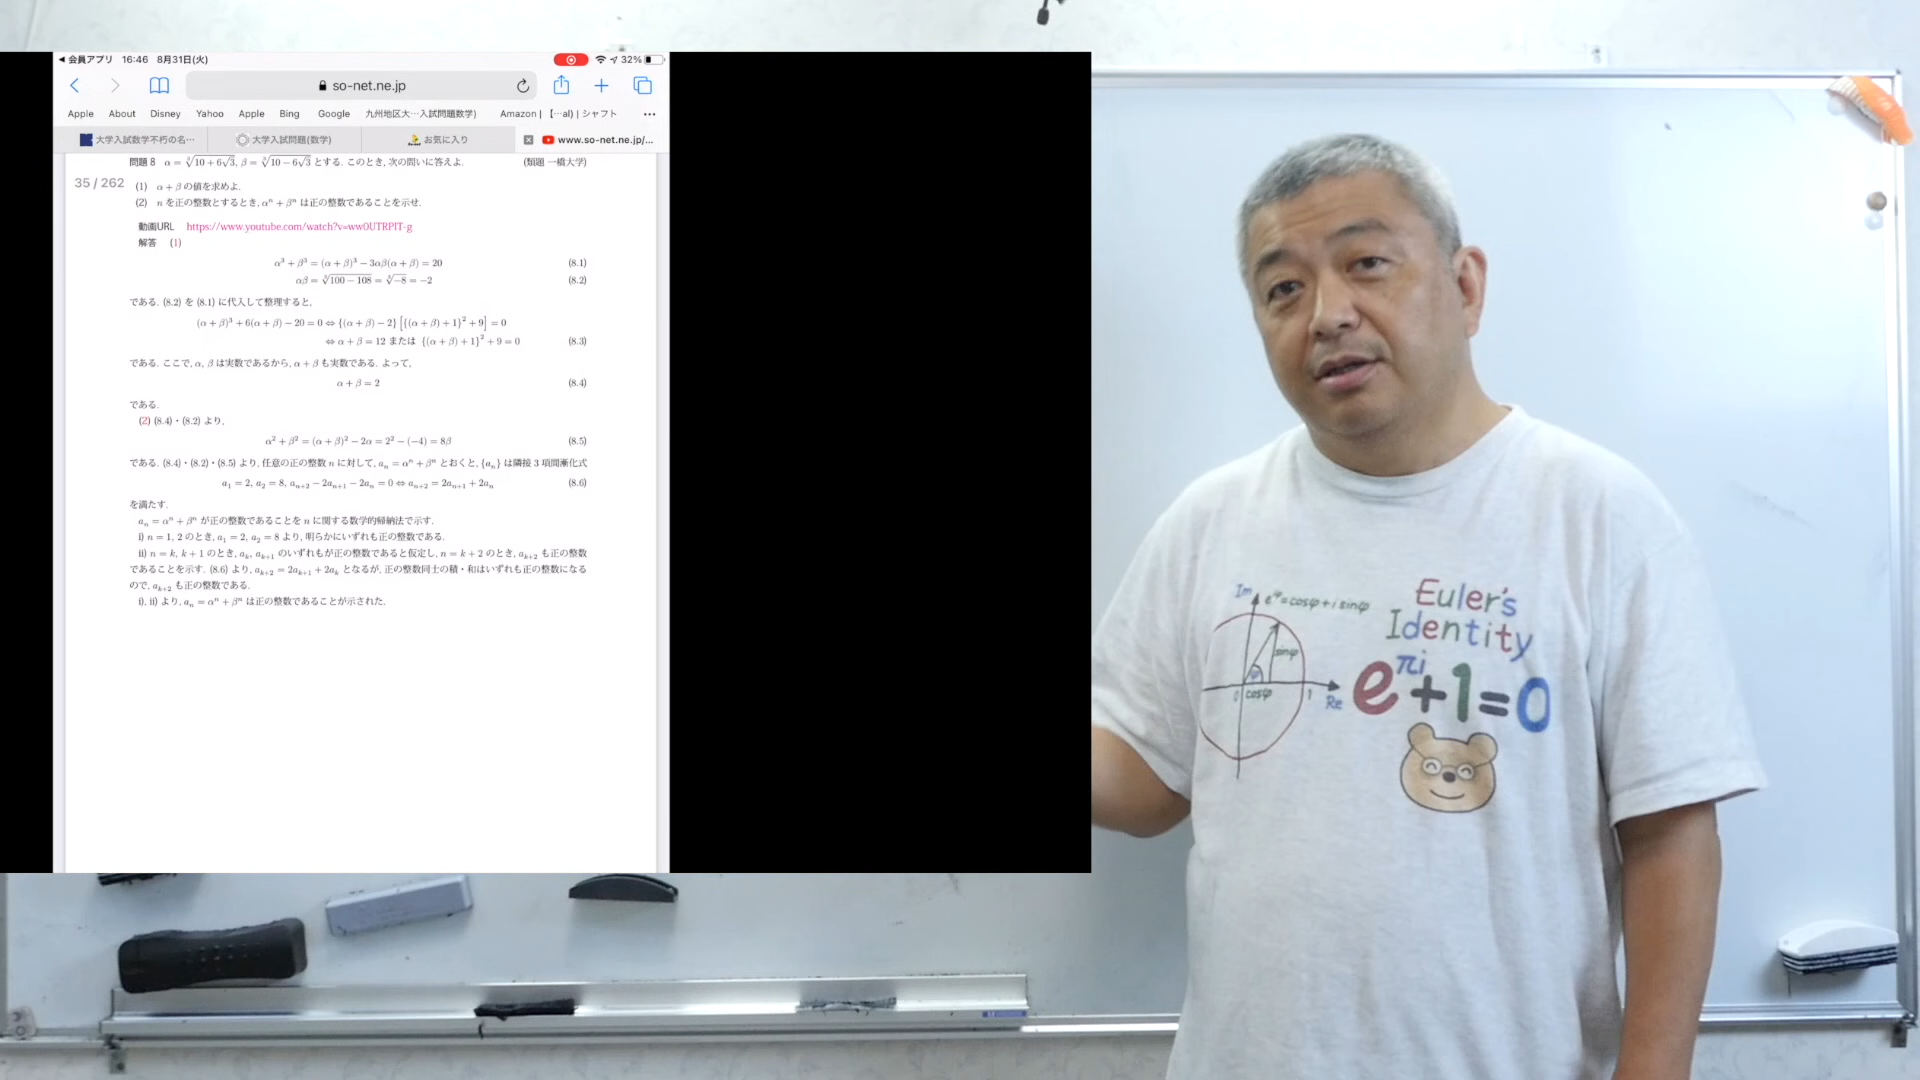 会員アプリ 16:46 8月31日(火) 32%
so-net.ne.jp
Apple About Disney Yahoo Apple Bing Google 九州地区大…入試問題数学) Amazon | 【…al) | シャフト …
大学入試数学不朽の名… 大学入試問題(数学) お気に入り www.so-net.ne.jp/…
問題 8 α = ∛(10 + 6√3), β = ∛(10 − 6√3) とする. このとき, 次の問いに答えよ. (類題 一橋大学)
35 / 262
(1) α + β の値を求めよ.
(2) n を正の整数とするとき, αⁿ + βⁿ は正の整数であることを示せ.
動画URL https://www.youtube.com/watch?v=ww0UTRPIT-g
解答 (1)
α³ + β³ = (α + β)³ − 3αβ(α + β) = 20 (8.1)
αβ = ∛(100 − 108) = ∛−8 = −2 (8.2)
である. (8.2) を (8.1) に代入して整理すると,
(α + β)³ + 6(α + β) − 20 = 0 ⇔ {(α + β) − 2} [{(α + β) + 1}² + 9] = 0
⇔ α + β = 12 または {(α + β) + 1}² + 9 = 0 (8.3)
である. ここで, α, β は実数であるから, α + β も実数である. よって,
α + β = 2 (8.4)
である.
(2) (8.4)・(8.2) より,
α² + β² = (α + β)² − 2α = 2² − (−4) = 8β (8.5)
である. (8.4)・(8.2)・(8.5) より, 任意の正の整数 n に対して, aₙ = αⁿ + βⁿ とおくと, {aₙ} は隣接 3 項間漸化式
a₁ = 2, a₂ = 8, aₙ₊₂ − 2aₙ₊₁ − 2aₙ = 0 ⇔ aₙ₊₂ = 2aₙ₊₁ + 2aₙ (8.6)
を満たす.
aₙ = αⁿ + βⁿ が正の整数であることを n に関する数学的帰納法で示す.
i) n = 1, 2 のとき, a₁ = 2, a₂ = 8 より, 明らかにいずれも正の整数である.
ii) n = k, k + 1 のとき, aₖ, aₖ₊₁ のいずれもが正の整数であると仮定し, n = k + 2 のとき, aₖ₊₂ も正の整数
であることを示す. (8.6) より, aₖ₊₂ = 2aₖ₊₁ + 2aₖ となるが, 正の整数同士の積・和はいずれも正の整数になる
ので, aₖ₊₂ も正の整数である.
i), ii) より, aₙ = αⁿ + βⁿ は正の整数であることが示された.
Im
e^iφ = cosφ + i sinφ
sinφ
φ
0 cosφ 1 Re
Euler's
Identity
e^πi+1=0